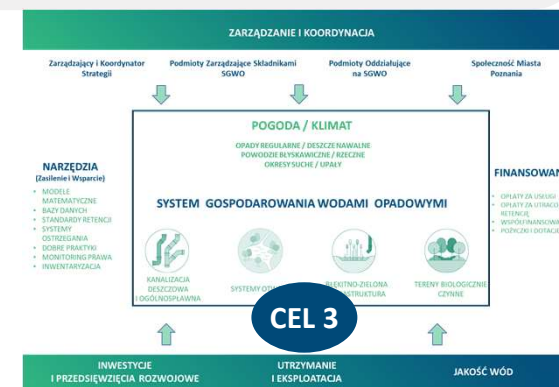 ZARZĄDZANIE I KOORDYNACJA
Zarządzający i Koordynator
Strategii
Podmioty Zarządzające Składnikami
SGWO
Podmioty Oddziałujące
na SGWO
Społeczność Miasta
Poznania
POGODA / KLIMAT
OPADY REGULARNE / DESZCZE NAWALNE
POWODZIE BŁYSKAWICZNE / RZECZNE
OKRESY SUCHE / UPAŁY
NARZĘDZIA
(Zasilenie i Wsparcie)
• MODELE
MATEMATYCZNE
• BAZY DANYCH
• STANDARDY RETENCJI
• SYSTEMY
OSTRZEGANIA
• DOBRE PRAKTYKI
• MONITORING PRAWA
• INWENTARYZACJA
SYSTEM GOSPODAROWANIA WODAMI OPADOWYMI
KANALIZACJA
DESZCZOWA
I OGÓLNOSPŁAWNA
SYSTEMY
BŁĘKITNO-ZIELONA
TERENY BIOLOGICZNIE
CZYNNE
FINANSOWAN
• OPŁATY ZA USŁUGI
• OPŁATY ZA UTRACO
RETENCJĘ
• WSPÓŁFINANSOWA
• POŻYCZKI I DOTACJE
CEL 3
INWESTYCJE
I PRZEDSIĘWZIĘCIA ROZWOJOWE
UTRZYMANIE
I EKSPLOATACJA
JAKOŚĆ WÓD